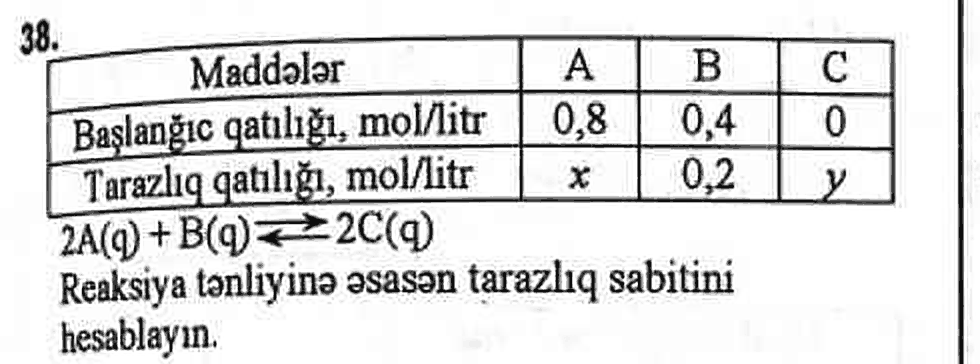 38.
Maddələr A B C
Başlanğıc qatılığı, mol/litr 0,8 0,4 0
Tarazlıq qatılığı, mol/litr x 0,2 y
2A(q) + B(q) ⇄ 2C(q)
Reaksiya tənliyinə əsasən tarazlıq sabitini
hesablayın.